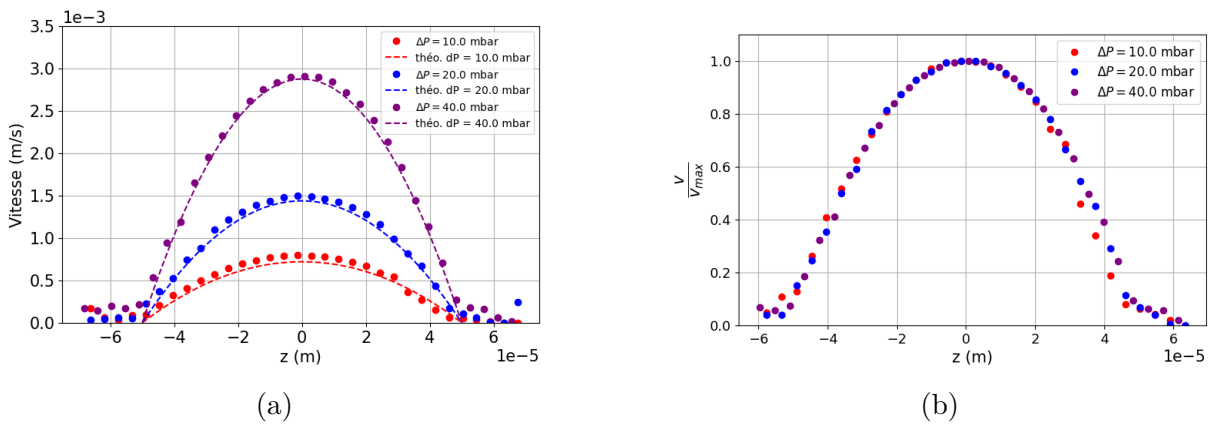 1e−3
3.5
3.0
2.5
2.0
1.5
1.0
0.5
0.0
Vitesse (m/s)
ΔP = 10.0 mbar
théo. dP = 10.0 mbar
ΔP = 20.0 mbar
théo. dP = 20.0 mbar
ΔP = 40.0 mbar
théo. dP = 40.0 mbar
−6 −4 −2 0 2 4 6
1e−5
z (m)
(a)
1.0
0.8
0.6
0.4
0.2
0.0
v
v_max
ΔP = 10.0 mbar
ΔP = 20.0 mbar
ΔP = 40.0 mbar
−6 −4 −2 0 2 4 6
1e−5
z (m)
(b)